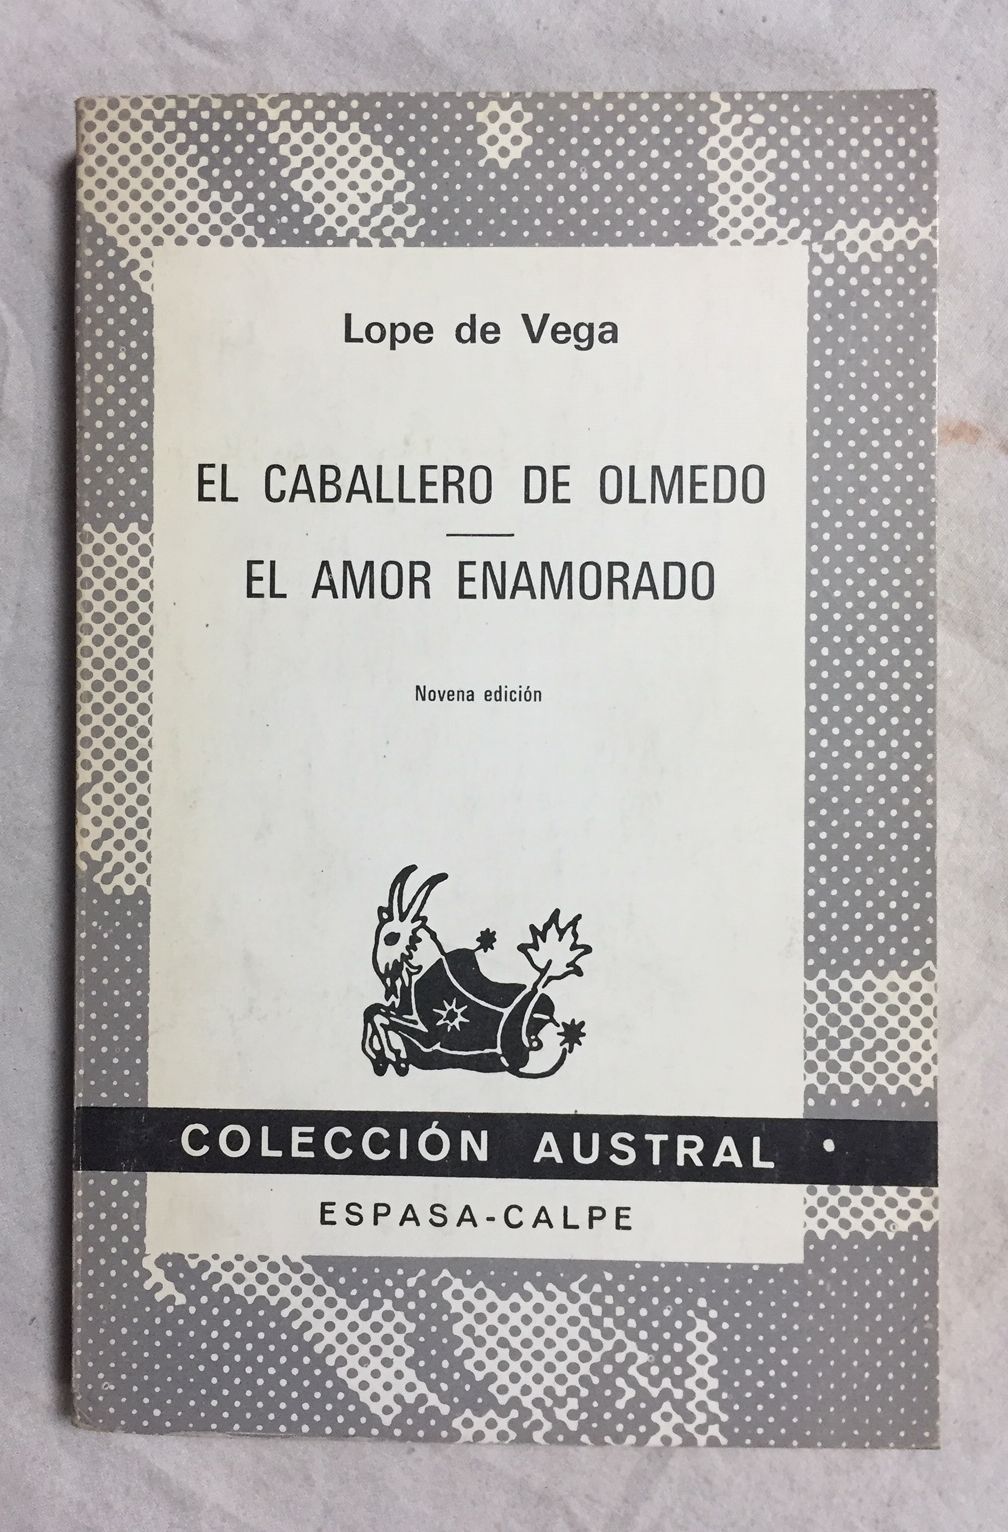 Lope de Vega
EL CABALLERO DE OLMEDO
EL AMOR ENAMORADO
Novena edición
COLECCIÓN AUSTRAL
ESPASA-CALPE